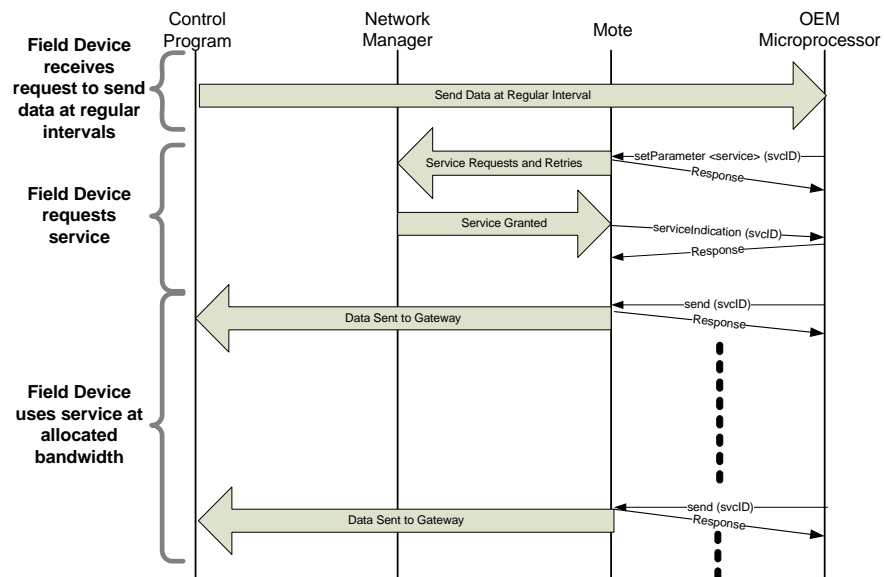 Control
Program
Network
Manager
Mote
OEM
Microprocessor
Field Device
receives
request to send
data at regular
intervals
Send Data at Regular Interval
Field Device
requests
service
setParameter <service> (svcID)
Service Requests and Retries
Response
Service Granted
serviceIndication (svcID)
Response
Field Device
uses service at
allocated
bandwidth
send (svcID)
Data Sent to Gateway
Response
send (svcID)
Data Sent to Gateway
Response